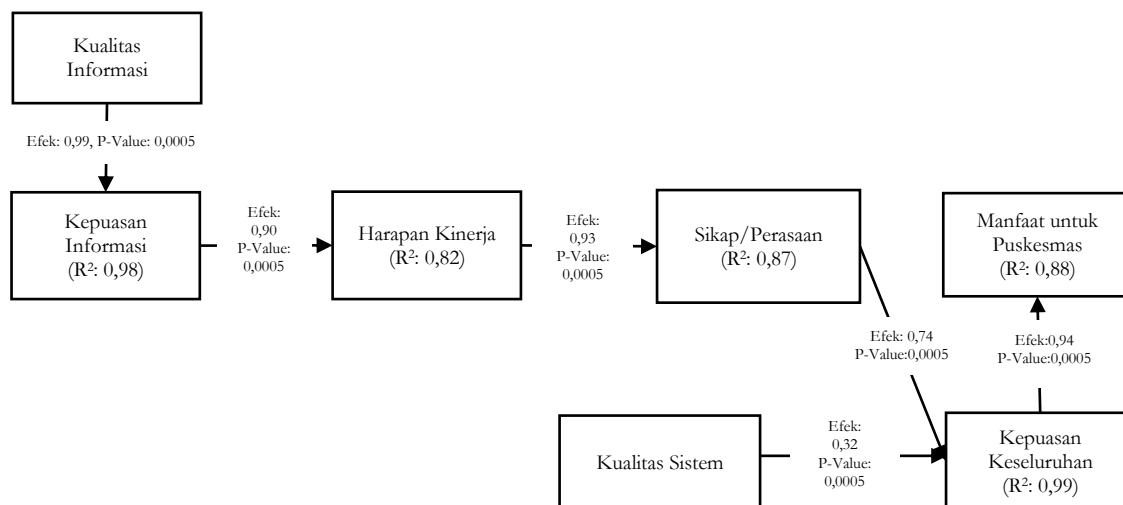 Kualitas
Informasi
Efek: 0,99, P-Value: 0,0005
Kepuasan
Informasi
(R²: 0,98)
Efek:
0,90
P-Value:
0,0005
Harapan Kinerja
(R²: 0,82)
Efek:
0,93
P-Value:
0,0005
Sikap/Perasaan
(R²: 0,87)
Manfaat untuk
Puskesmas
(R²: 0,88)
Efek: 0,74
P-Value:0,0005
Efek:0,94
P-Value:0,0005
Kualitas Sistem
Efek:
0,32
P-Value:
0,0005
Kepuasan
Keseluruhan
(R²: 0,99)